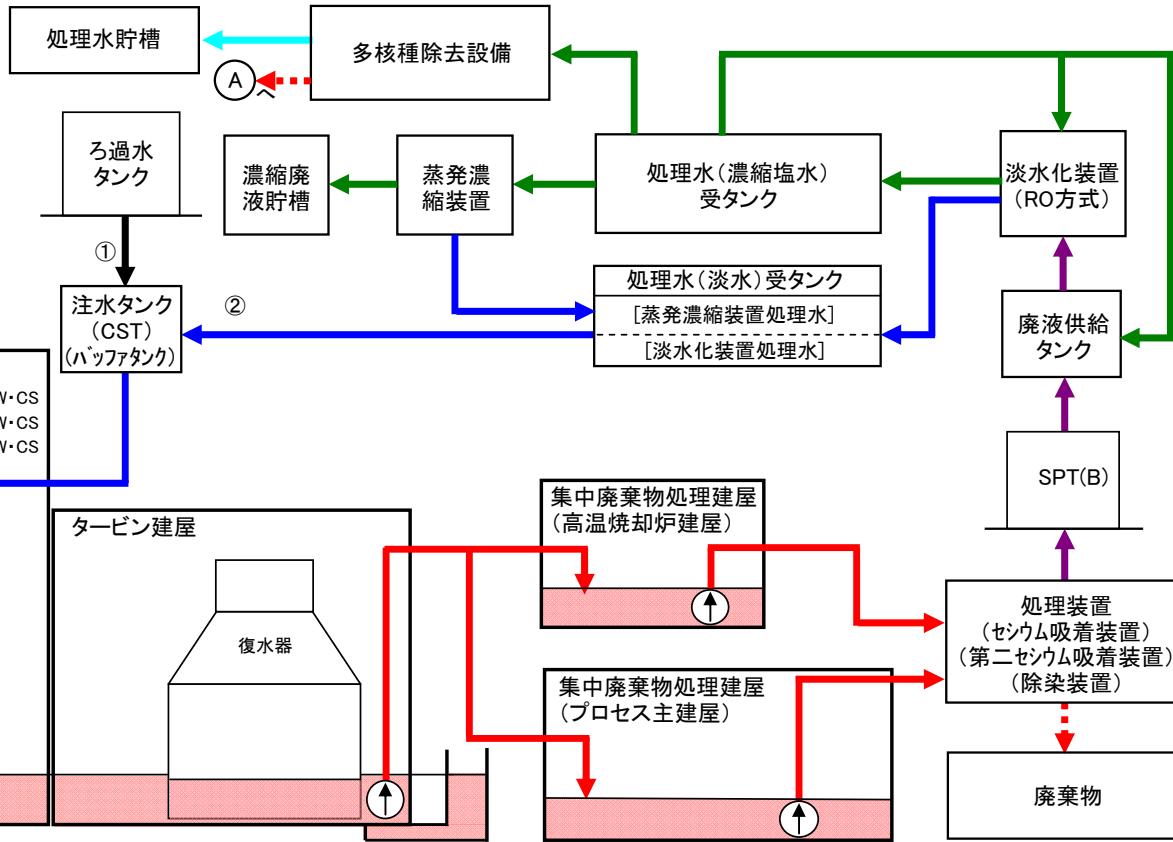 処理水貯槽
多核種除去設備
A
へ
ろ過水
タンク
濃縮廃
液貯槽
蒸発濃
縮装置
処理水(濃縮塩水)
受タンク
淡水化装置
(RO方式)
①
注水タンク
(CST)
(バッファタンク)
②
処理水(淡水)受タンク
[蒸発濃縮装置処理水]
[淡水化装置処理水]
廃液供給
タンク
W・CS
W・CS
W・CS
SPT(B)
タービン建屋
復水器
集中廃棄物処理建屋
(高温焼却炉建屋)
集中廃棄物処理建屋
(プロセス主建屋)
処理装置
(セシウム吸着装置)
(第二セシウム吸着装置)
(除染装置)
廃棄物